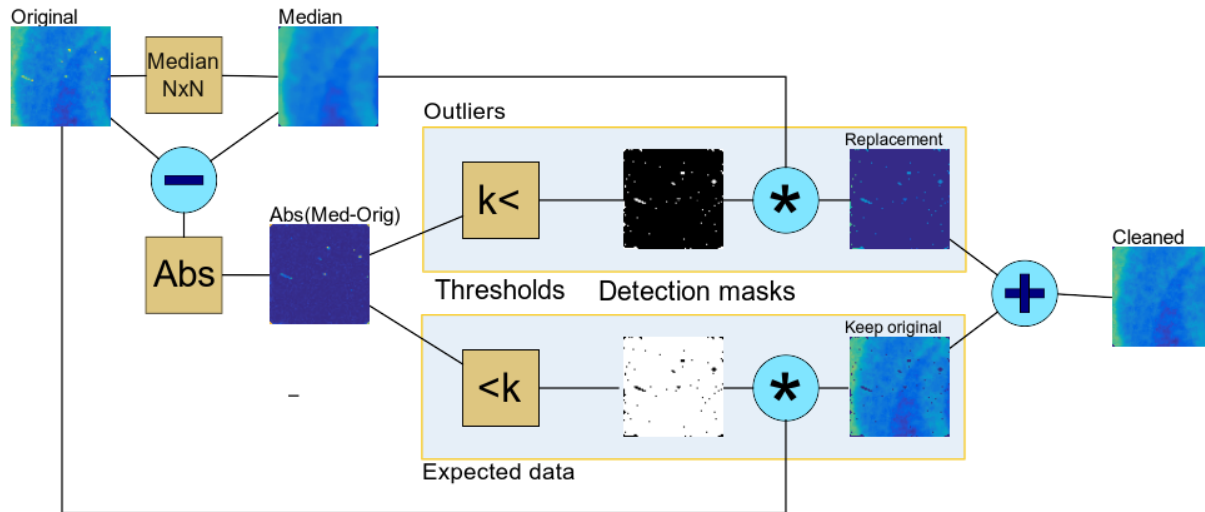 Original
Median
Median
NxN
Outliers
Replacement
−
k<
*
Abs(Med-Orig)
Abs
Cleaned
Thresholds
Detection masks
+
Keep original
<k
*
–
Expected data